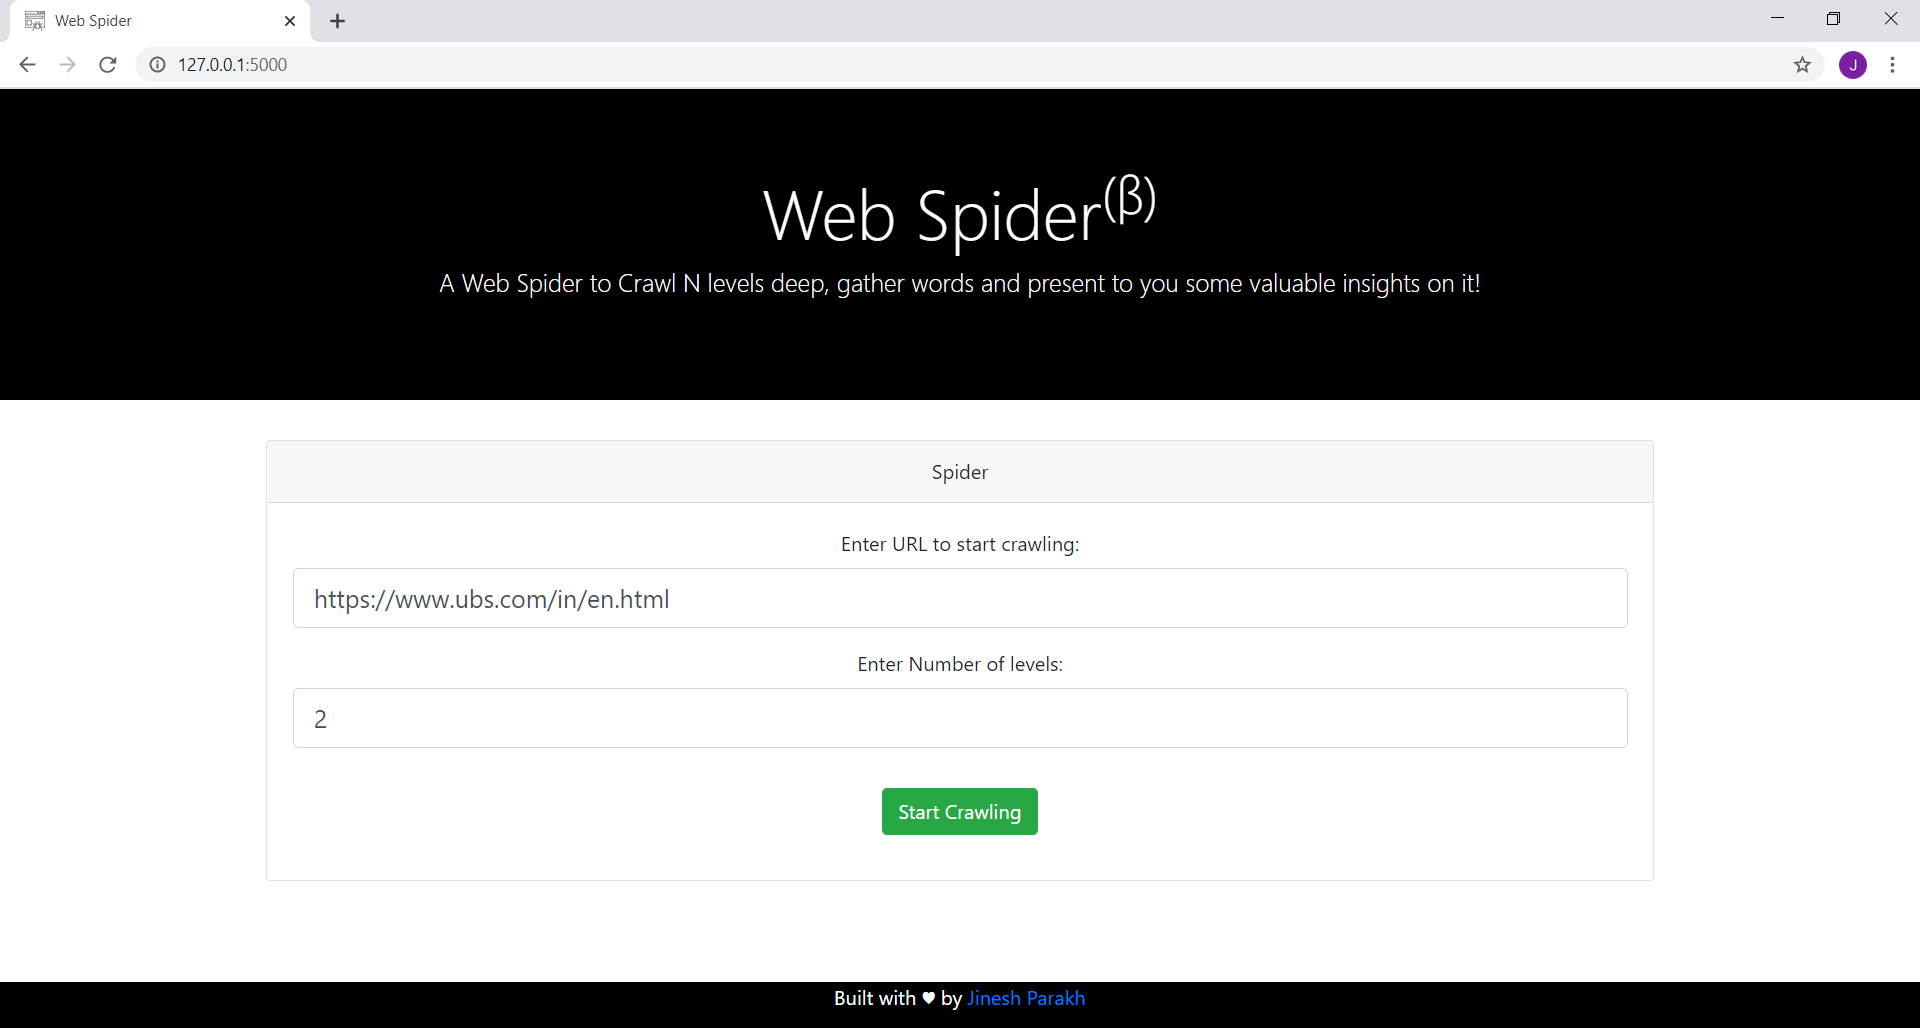 Web Spider
127.0.0.1:5000
J
Web Spider(β)
A Web Spider to Crawl N levels deep, gather words and present to you some valuable insights on it!
Spider
Enter URL to start crawling:
https://www.ubs.com/in/en.html
Enter Number of levels:
2
Start Crawling
Built with ♥ by Jinesh Parakh